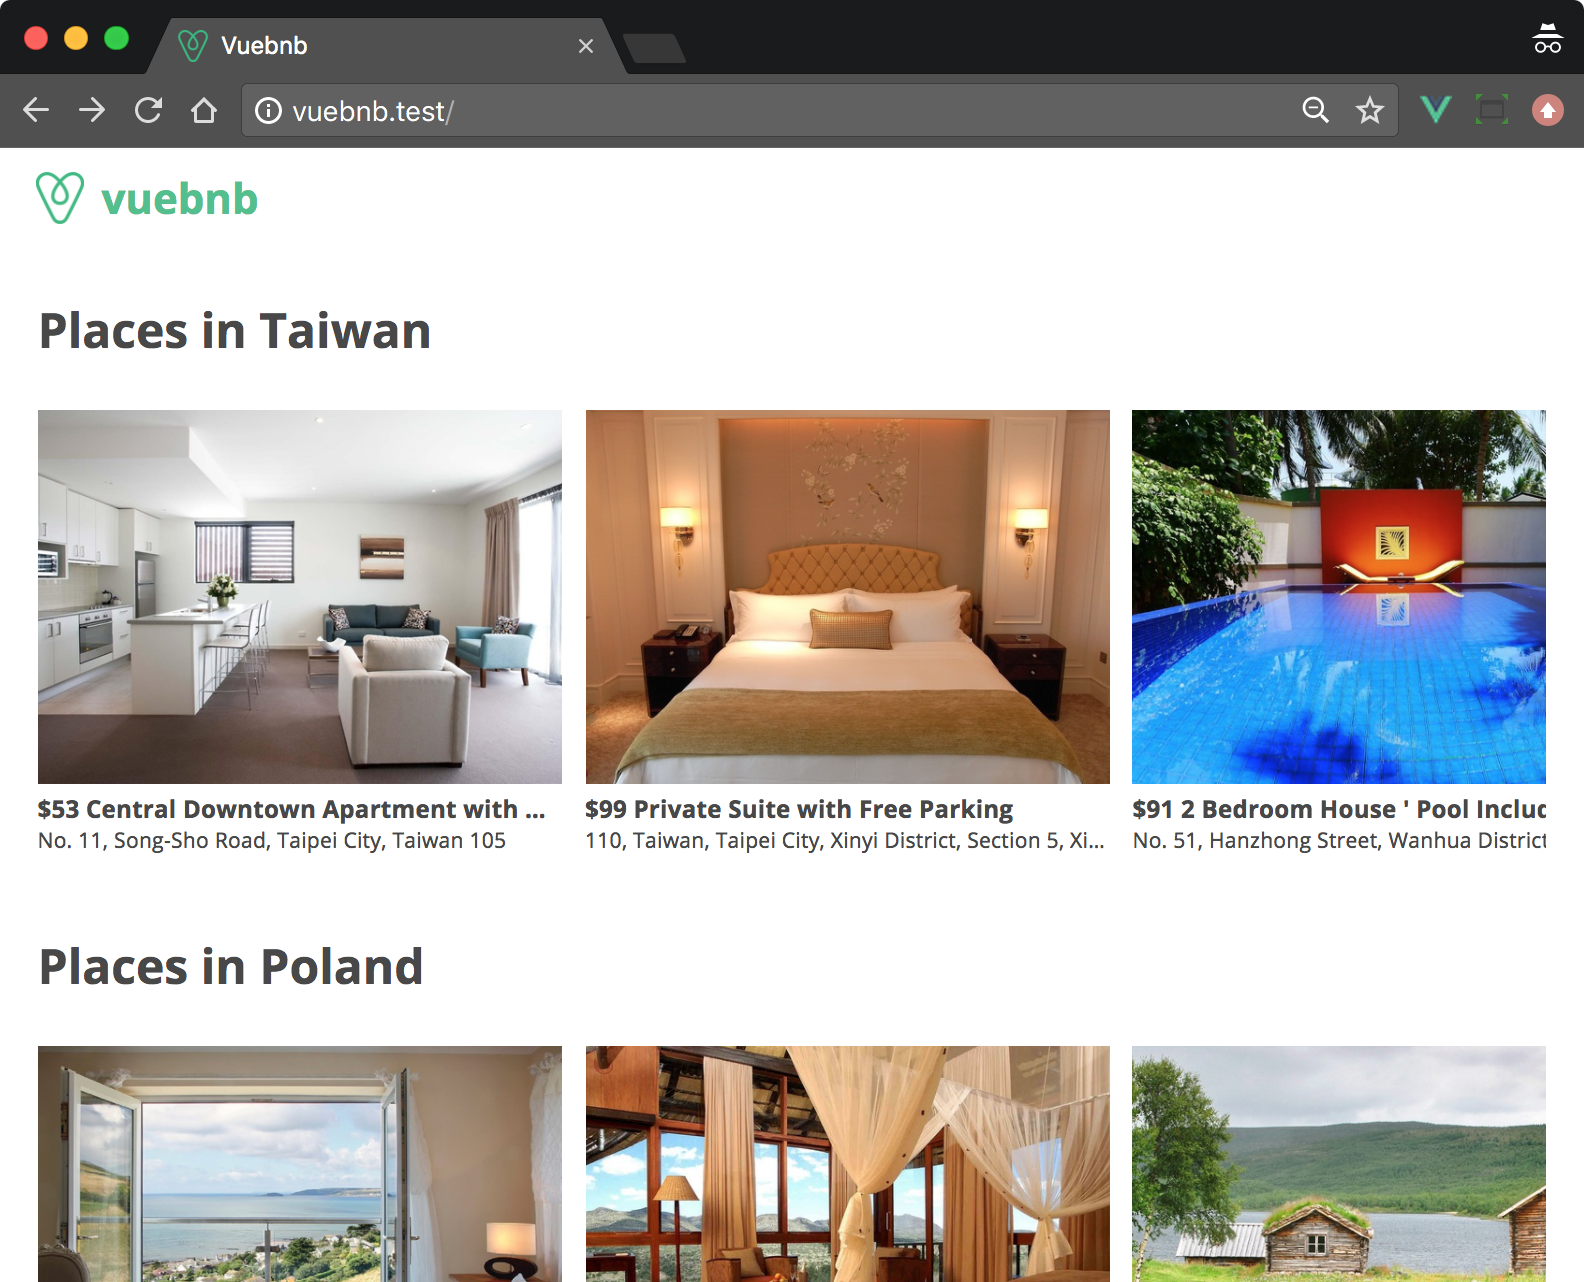 Vuebnb
vuebnb.test/
vuebnb
Places in Taiwan
$53 Central Downtown Apartment with ...
No. 11, Song-Sho Road, Taipei City, Taiwan 105
$99 Private Suite with Free Parking
110, Taiwan, Taipei City, Xinyi District, Section 5, Xi...
$91 2 Bedroom House ' Pool Includ
No. 51, Hanzhong Street, Wanhua District
Places in Poland